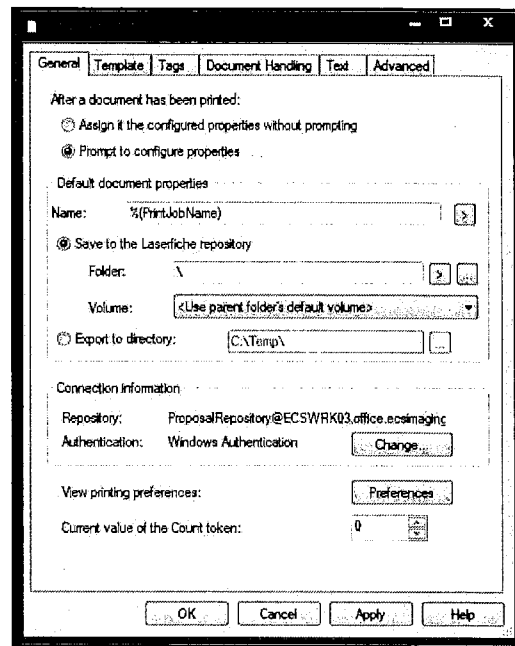 General Template Tags Document Handling Text Advanced
After a document has been printed:
Assign it the configured properties without prompting
Prompt to configure properties
Default document properties
Name: %(PrintJobName)
Save to the Laserfiche repository
Folder: \
Volume: <Use parent folder's default volume>
Export to directory: C:\Temp\
Connection Information
Repository: ProposalRepository@ECSWRK03.office.ecsimaging
Authentication: Windows Authentication Change...
View printing preferences: Preferences
Current value of the Count token: 0
OK Cancel Apply Help